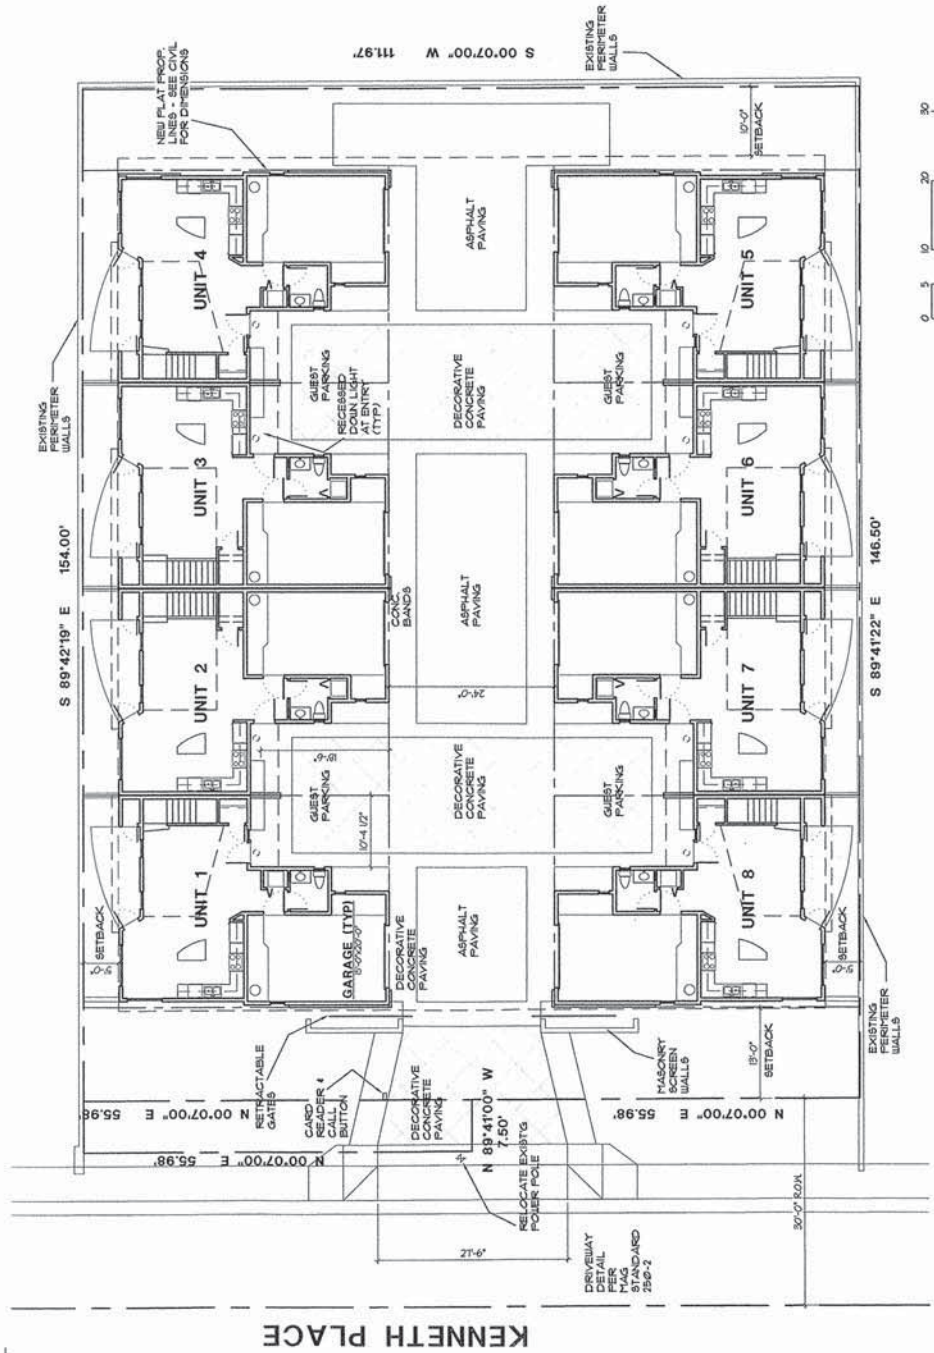 S 00°07'00" W 111.97'
NEW PLAT PROP.
LINES - SEE CIVIL
FOR DIMENSIONS
EXISTING
PERIMETER
WALLS
10'-0"
SETBACK
0 5 10 20 30
EXISTING
PERIMETER
WALLS
UNIT 4
ASPHALT
PAVING
UNIT 5
GUEST
PARKING
RECESSED
DOWN LIGHT
AT ENTRY
(TYP)
DECORATIVE
CONCRETE
PAVING
GUEST
PARKING
S 89°42'19" E 154.00'
UNIT 3
UNIT 6
S 89°41'22" E 146.50'
CONC.
BANDS
ASPHALT
PAVING
24'-0"
UNIT 2
UNIT 7
18'-6"
GUEST
PARKING
10'-4 1/2"
DECORATIVE
CONCRETE
PAVING
GUEST
PARKING
5'-0"
SETBACK
UNIT 1
GARAGE (TYP)
DECORATIVE
CONCRETE
PAVING
ASPHALT
PAVING
UNIT 8
5'-0"
SETBACK
EXISTING
PERIMETER
WALLS
RETRACTABLE
GATES
CARD
READER &
CALL
BUTTON
DECORATIVE
CONCRETE
PAVING
MASONRY
SCREEN
WALLS
13'-0"
SETBACK
N 00°07'00" E 55.98'
N 00°07'00" E 55.98'
N 00°07'00" E 55.98'
N 89°41'00" W
7.50'
RELOCATE EXIST'G
POWER POLE
27'-6"
DRIVEWAY
DETAIL
PER
MAG
STANDARD
250-2
30'-0" R.O.W.
KENNETH PLACE